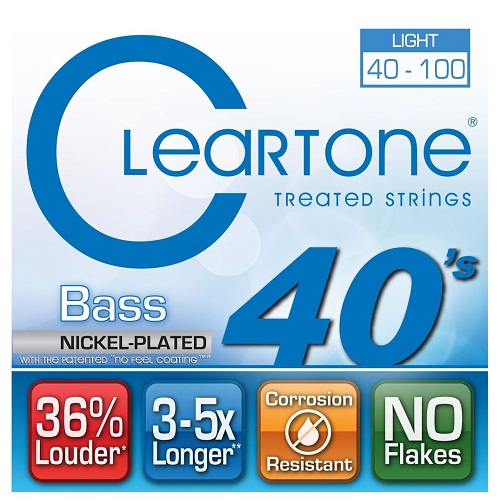 LIGHT
40 - 100
CLEARTONE®
TREATED STRINGS
40's
Bass
NICKEL-PLATED
WITH THE PATENTED "NO FEEL COATING"™
36%
Louder*
3-5x
Longer**
Corrosion
Resistant
NO
Flakes